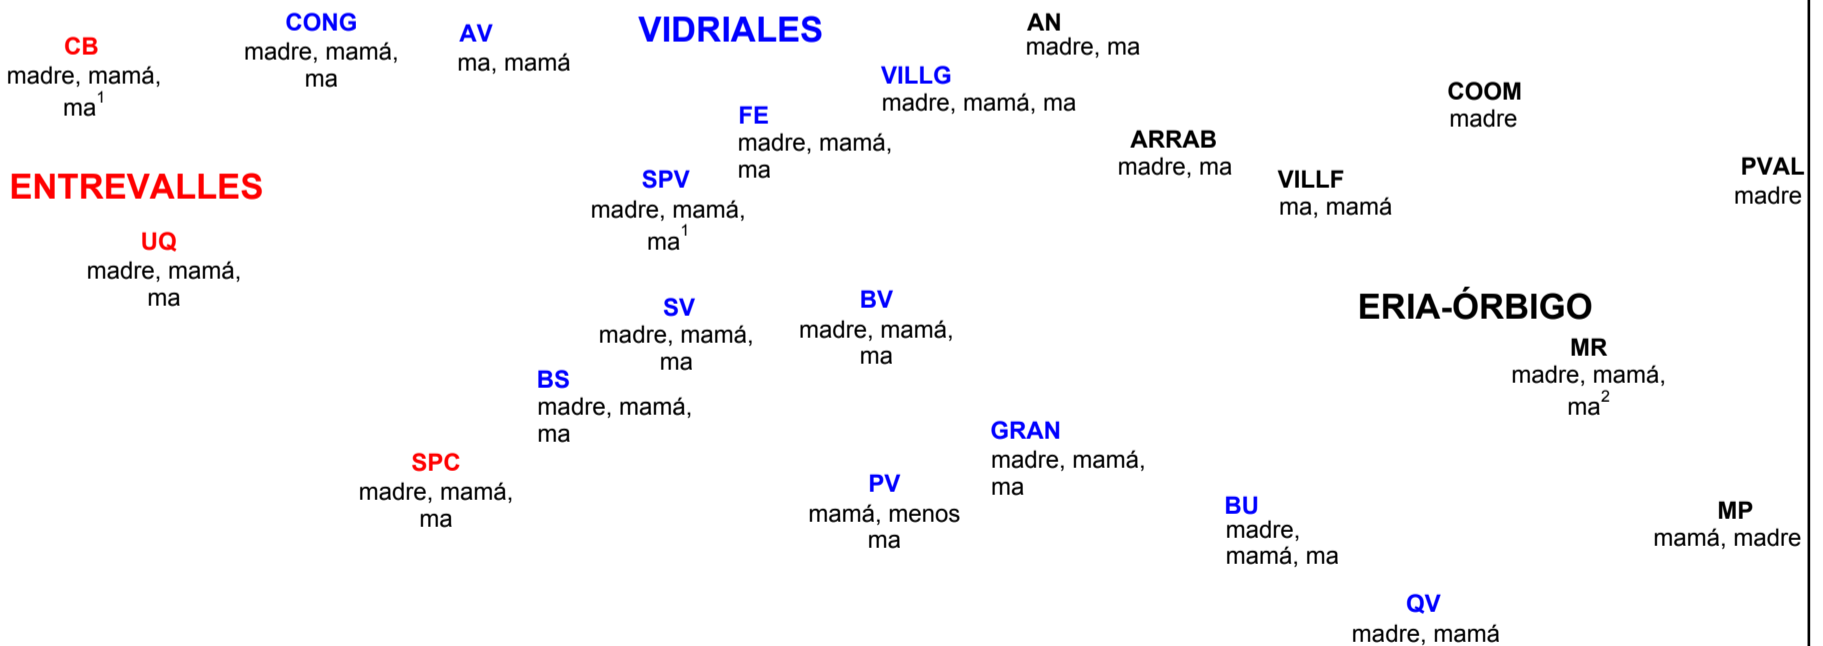 CB
madre, mamá,
ma¹
CONG
madre, mamá,
ma
AV
ma, mamá
VIDRIALES
AN
madre, ma
VILLG
madre, mamá, ma
FE
madre, mamá,
ma
COOM
madre
ARRAB
madre, ma
VILLF
ma, mamá
PVAL
madre
ENTREVALLES
SPV
madre, mamá,
ma¹
UQ
madre, mamá,
ma
SV
madre, mamá,
ma
BV
madre, mamá,
ma
ERIA-ÓRBIGO
MR
madre, mamá,
ma²
BS
madre, mamá,
ma
GRAN
madre, mamá,
ma
SPC
madre, mamá,
ma
PV
mamá, menos
ma
BU
madre,
mamá, ma
MP
mamá, madre
QV
madre, mamá